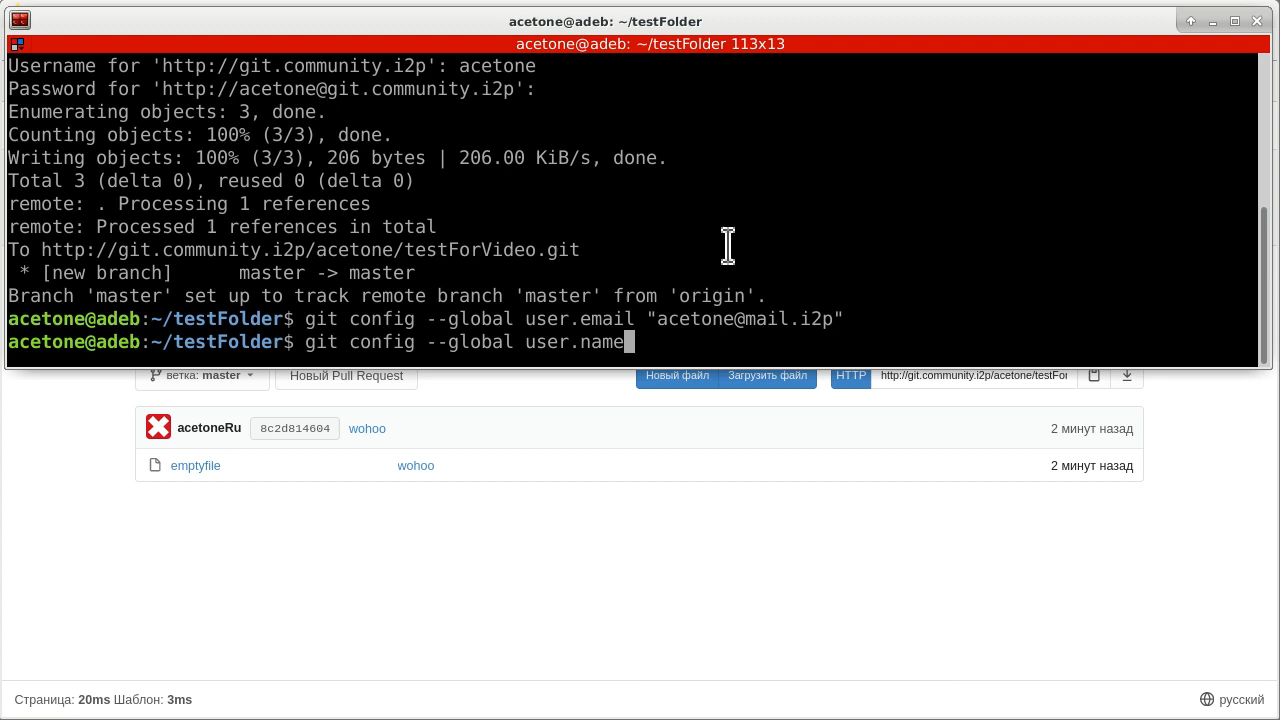 acetone@adeb: ~/testFolder
acetone@adeb: ~/testFolder 113x13
Username for 'http://git.community.i2p': acetone
Password for 'http://acetone@git.community.i2p':
Enumerating objects: 3, done.
Counting objects: 100% (3/3), done.
Writing objects: 100% (3/3), 206 bytes | 206.00 KiB/s, done.
Total 3 (delta 0), reused 0 (delta 0)
remote: . Processing 1 references
remote: Processed 1 references in total
To http://git.community.i2p/acetone/testForVideo.git
 * [new branch]      master -> master
Branch 'master' set up to track remote branch 'master' from 'origin'.
acetone@adeb:~/testFolder$ git config --global user.email "acetone@mail.i2p"
acetone@adeb:~/testFolder$ git config --global user.name
ветка: master Новый Pull Request Новый файл Загрузить файл HTTP http://git.community.i2p/acetone/testFor
acetoneRu 8c2d814604 wohoo 2 минут назад
emptyfile wohoo 2 минут назад
Страница: 20ms Шаблон: 3ms русский